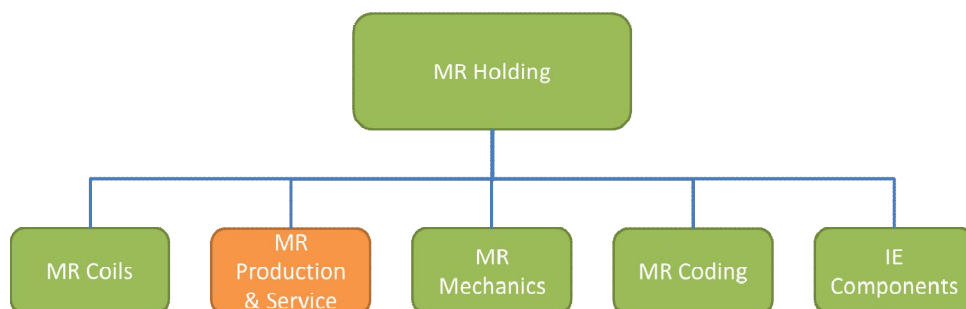 MR Holding
MR Coils
MR
Production
& Service
MR
Mechanics
MR Coding
IE
Components